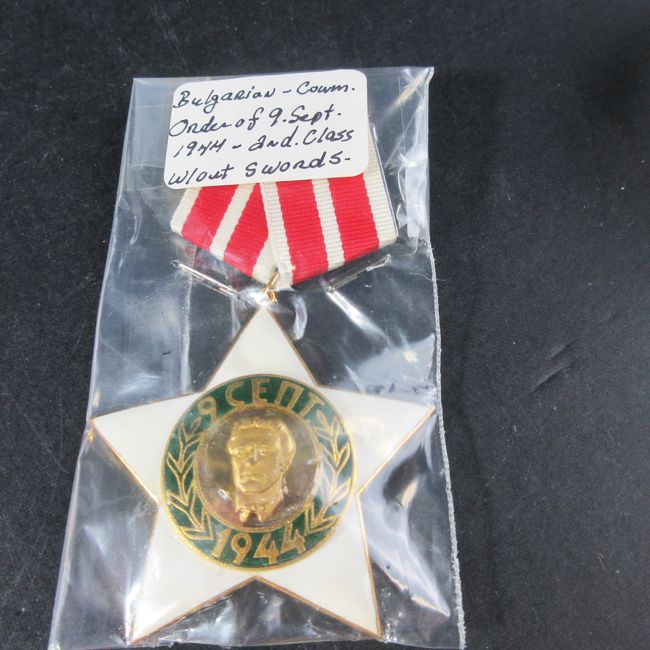 Bulgarian - Comm.
Order of 9. Sept.
1944 - 2nd. Class
w/out Swords.
9 СЕПТ
1944